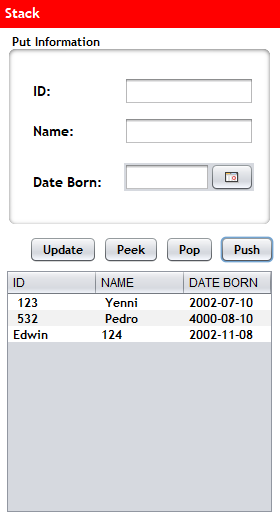 Stack
Put Information
ID:
Name:
Date Born:
Update Peek Pop Push
ID NAME DATE BORN
123 Yenni 2002-07-10
532 Pedro 4000-08-10
Edwin 124 2002-11-08